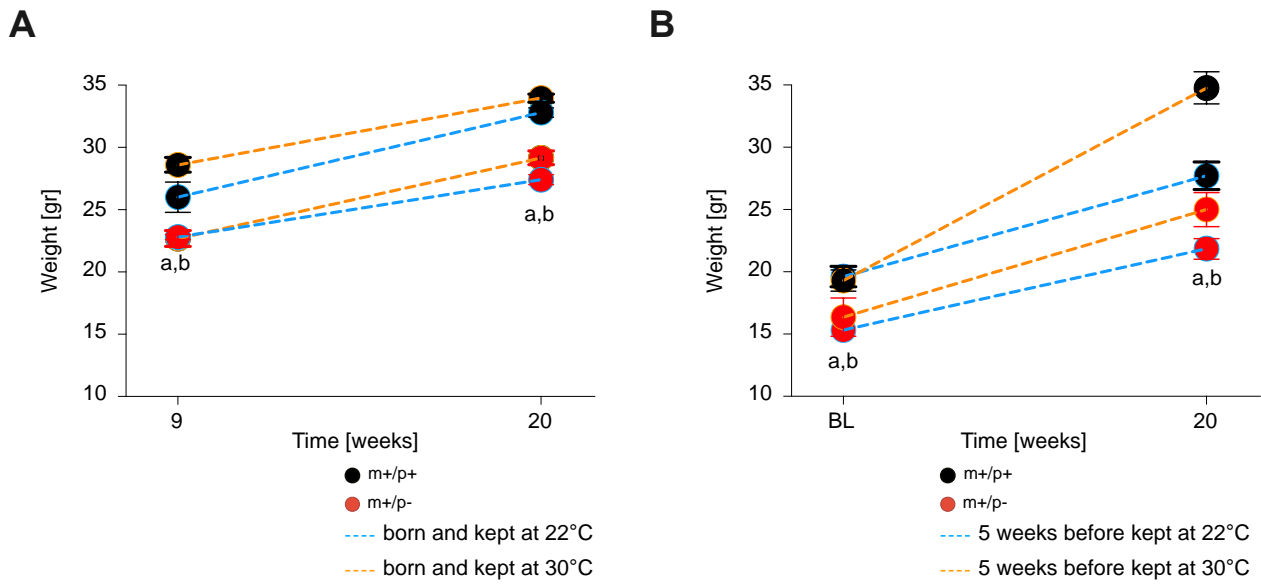 A
Weight [gr]
35
30
25
20
15
10
a,b
a,b
9
20
Time [weeks]
m+/p+
m+/p-
born and kept at 22°C
born and kept at 30°C
B
Weight [gr]
35
30
25
20
15
10
a,b
a,b
BL
20
Time [weeks]
m+/p+
m+/p-
5 weeks before kept at 22°C
5 weeks before kept at 30°C